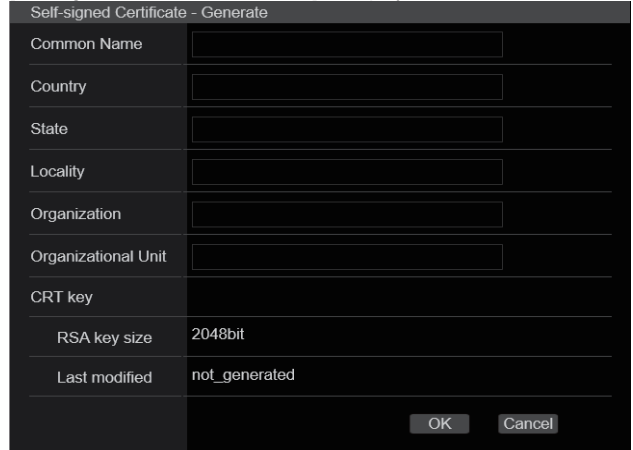 Self-signed Certificate - Generate
Common Name
Country
State
Locality
Organization
Organizational Unit
CRT key
RSA key size 2048bit
Last modified not_generated
OK Cancel